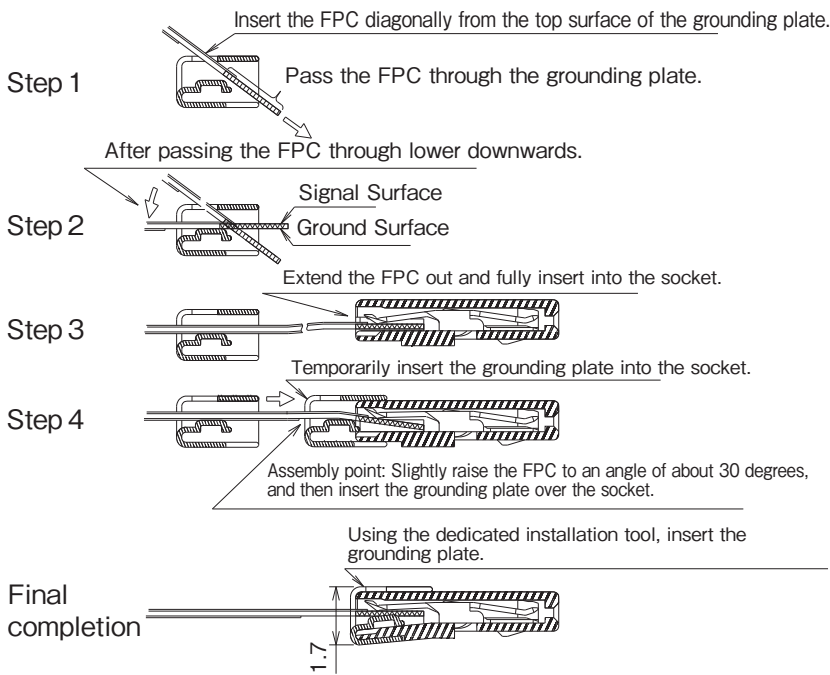 Insert the FPC diagonally from the top surface of the grounding plate.
Step 1
Pass the FPC through the grounding plate.
After passing the FPC through lower downwards.
Step 2
Signal Surface
Ground Surface
Extend the FPC out and fully insert into the socket.
Step 3
Temporarily insert the grounding plate into the socket.
Step 4
Assembly point: Slightly raise the FPC to an angle of about 30 degrees,
and then insert the grounding plate over the socket.
Using the dedicated installation tool, insert the
grounding plate.
Final
completion
1.7